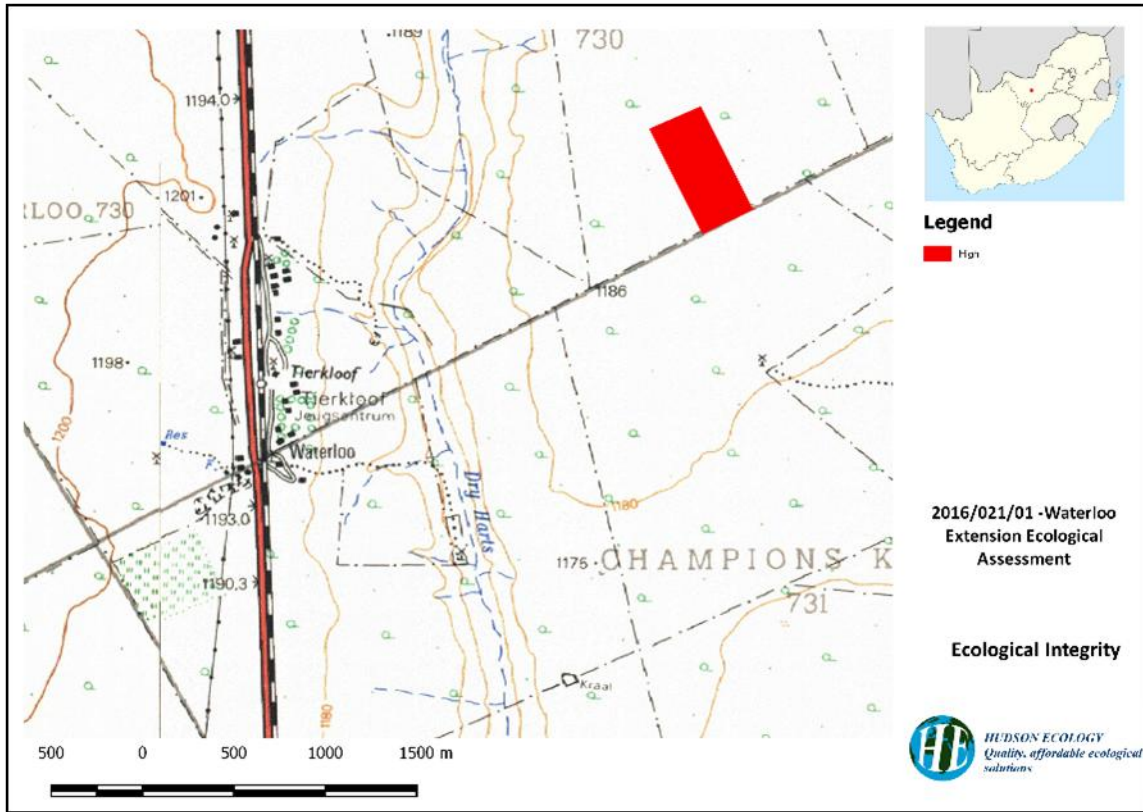 1189
730
1194.0
1201
RLOO 730
1186
1198
Tierkloof
Tierkloof
Jeugsentrum
1200
Res
Waterloo
F
Dry Harts
1180
1193.0
1175
CHAMPIONS K
731
1190.3
Kraal
1180
500 0 500 1000 1500 m
Legend
High
2016/021/01 -Waterloo
Extension Ecological
Assessment
Ecological Integrity
HE
HUDSON ECOLOGY
Quality, affordable ecological
solutions